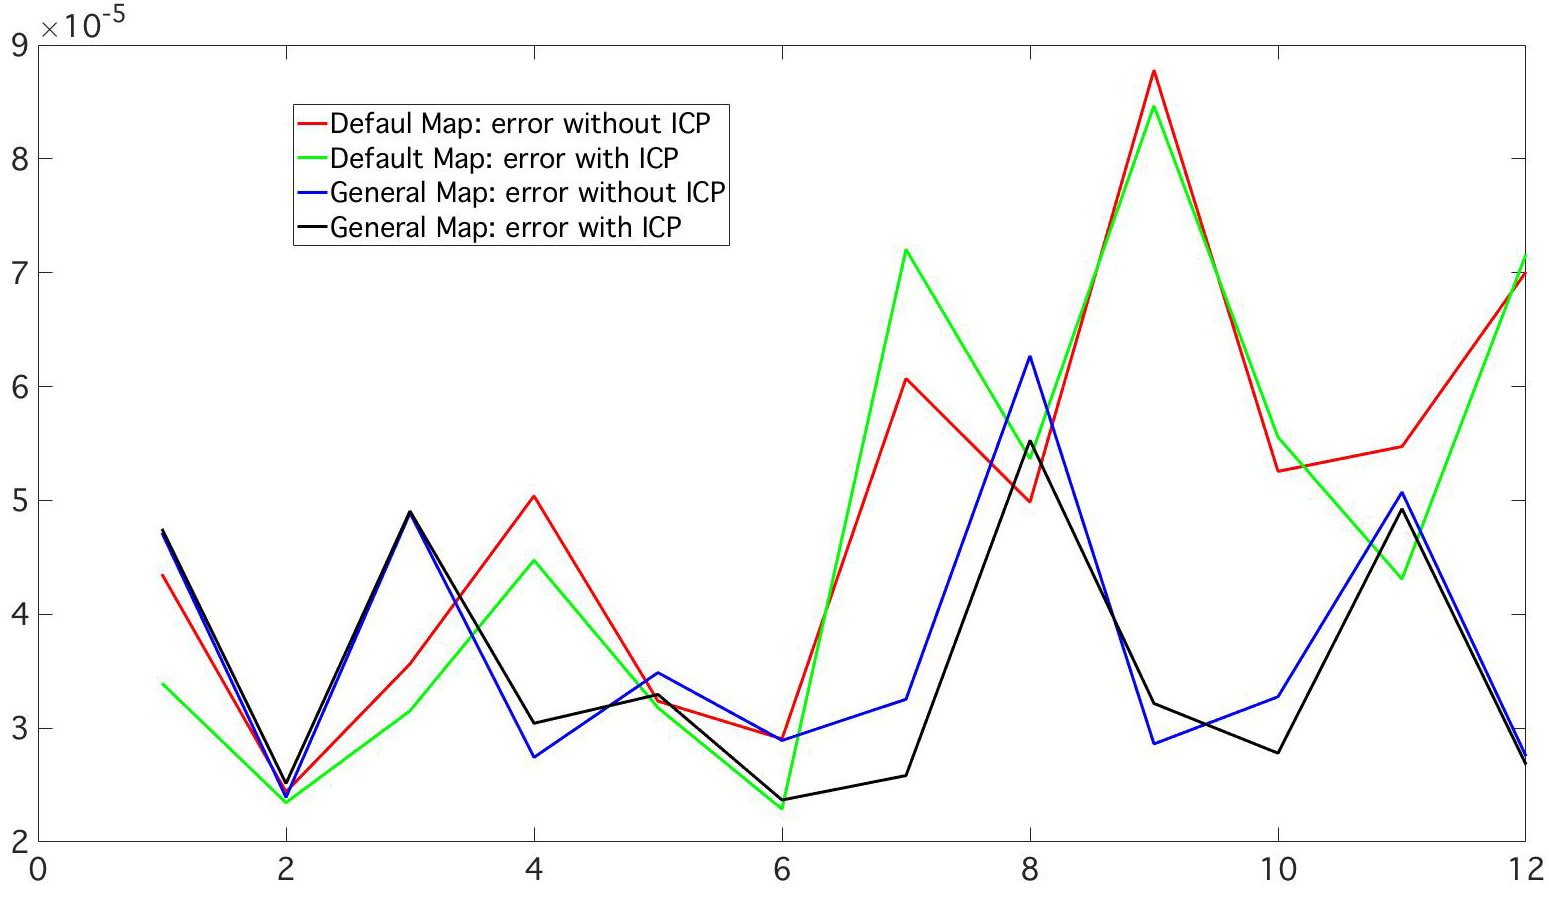 ×10-5
9
8
7
6
5
4
3
2
Defaul Map: error without ICP
Default Map: error with ICP
General Map: error without ICP
General Map: error with ICP
0 2 4 6 8 10 12